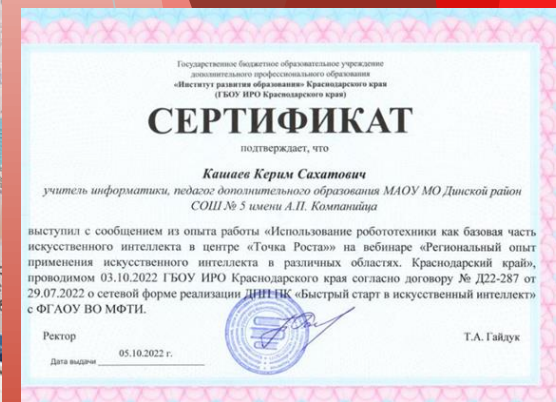 Государственное бюджетное образовательное учреждение
дополнительного профессионального образования
«Институт развития образования» Краснодарского края
(ГБОУ ИРО Краснодарского края)
СЕРТИФИКАТ
подтверждает, что
Кашаев Керим Сахатович
учитель информатики, педагог дополнительного образования МАОУ МО Динской район
СОШ № 5 имени А.П. Компанийца
выступил с сообщением из опыта работы «Использование робототехники как базовая часть
искусственного интеллекта в центре «Точка Роста»» на вебинаре «Региональный опыт
применения искусственного интеллекта в различных областях. Краснодарский край»,
проводимом 03.10.2022 ГБОУ ИРО Краснодарского края согласно договору № Д22-287 от
29.07.2022 о сетевой форме реализации ДПП ПК «Быстрый старт в искусственный интеллект»
с ФГАОУ ВО МФТИ.
Ректор
Т.А. Гайдук
Дата выдачи 05.10.2022 г.